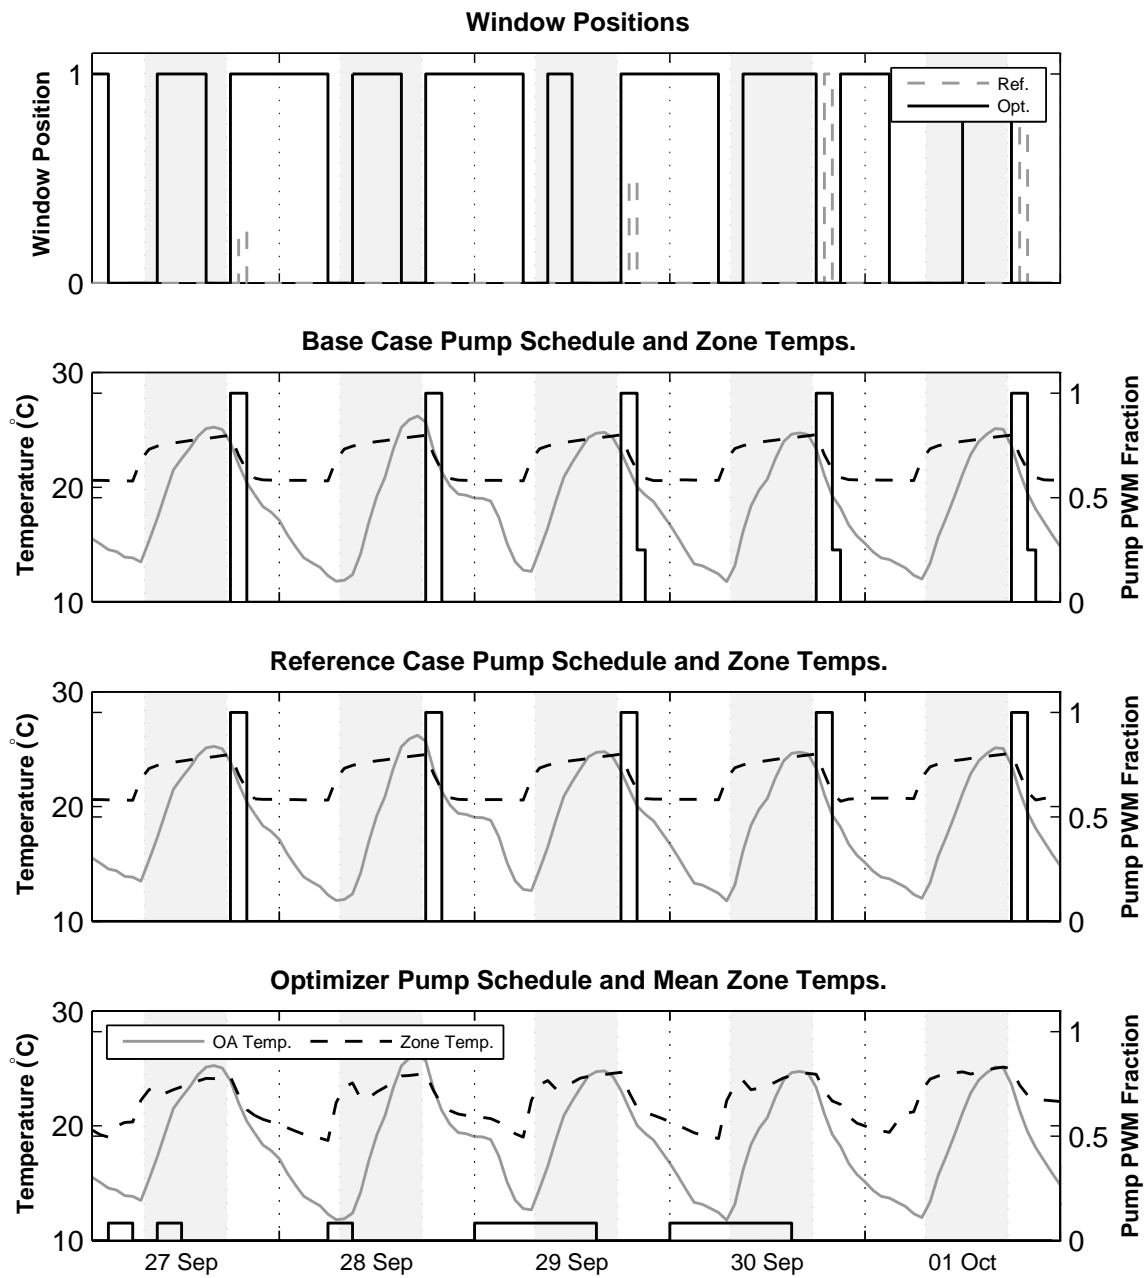 Window Positions
Window Position
1
0
Ref.
Opt.
Base Case Pump Schedule and Zone Temps.
Temperature (°C)
30
20
10
1
0.5
0
Pump PWM Fraction
Reference Case Pump Schedule and Zone Temps.
Temperature (°C)
30
20
10
1
0.5
0
Pump PWM Fraction
Optimizer Pump Schedule and Mean Zone Temps.
Temperature (°C)
30
20
10
OA Temp. Zone Temp.
1
0.5
0
Pump PWM Fraction
27 Sep 28 Sep 29 Sep 30 Sep 01 Oct